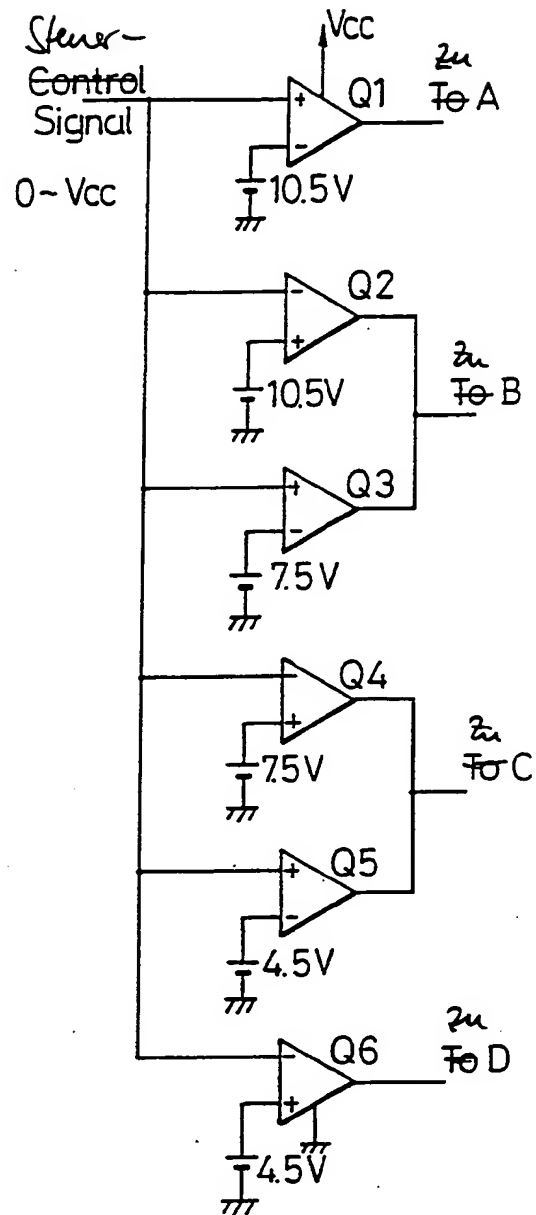 Steuer-
Control
Signal
0~Vcc
Vcc
Q1
+
-
10.5V
Zu
To A
Q2
-
+
10.5V
Zu
To B
Q3
+
-
7.5V
Q4
-
+
7.5V
Zu
To C
Q5
+
-
4.5V
Q6
-
+
4.5V
Zu
To D